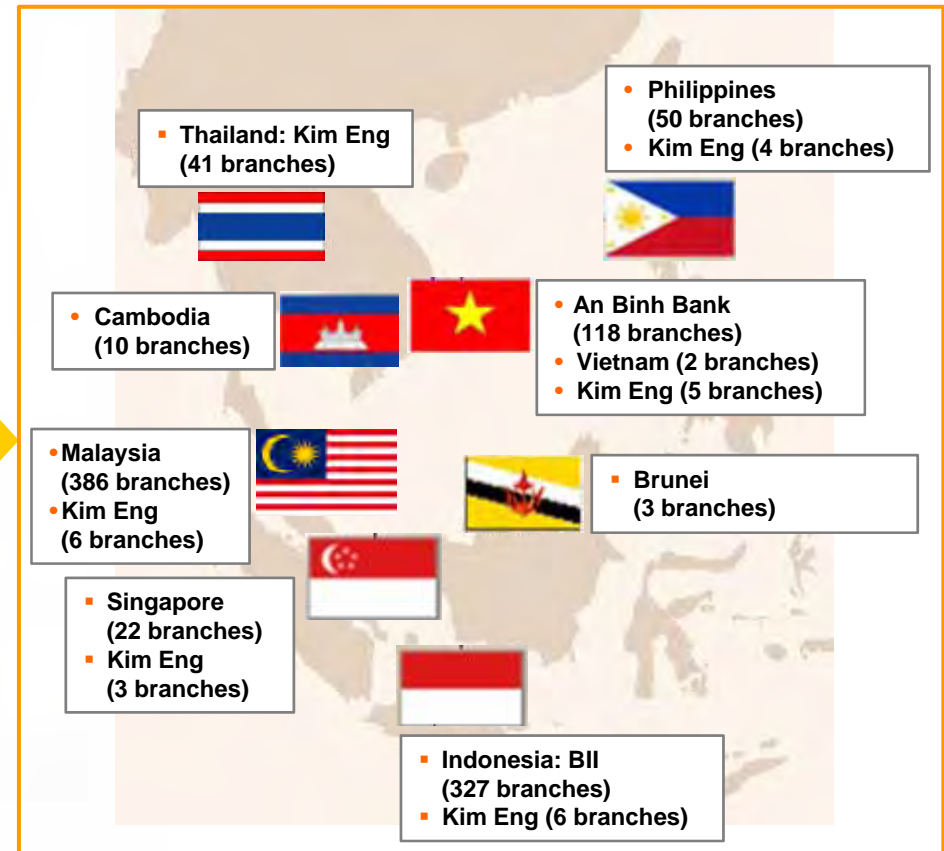 Philippines
(50 branches)
Kim Eng (4 branches)
Thailand: Kim Eng
(41 branches)
Cambodia
(10 branches)
An Binh Bank
(118 branches)
Vietnam (2 branches)
Kim Eng (5 branches)
Malaysia
(386 branches)
Kim Eng
(6 branches)
Brunei
(3 branches)
Singapore
(22 branches)
Kim Eng
(3 branches)
Indonesia: BII
(327 branches)
Kim Eng (6 branches)